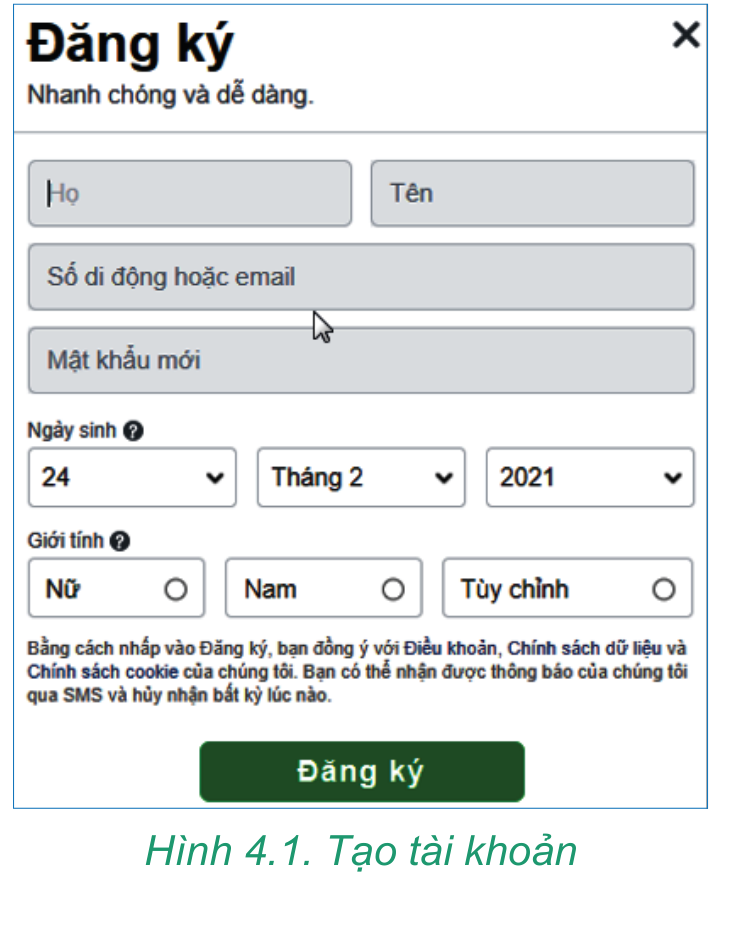 Đăng ký
Nhanh chóng và dễ dàng.
Họ
Tên
Số di động hoặc email
Mật khẩu mới
Ngày sinh
24
Tháng 2
2021
Giới tính
Nữ
Nam
Tùy chỉnh
Bằng cách nhấp vào Đăng ký, bạn đồng ý với Điều khoản, Chính sách dữ liệu và
Chính sách cookie của chúng tôi. Bạn có thể nhận được thông báo của chúng tôi
qua SMS và hủy nhận bất kỳ lúc nào.
Đăng ký
Hình 4.1. Tạo tài khoản